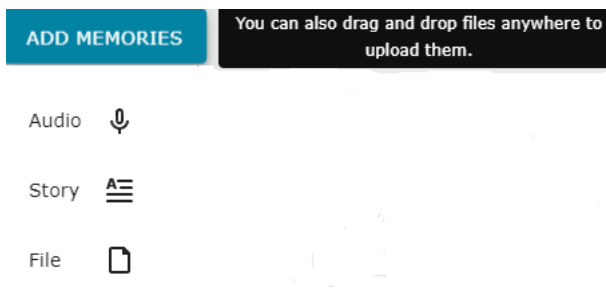 ADD MEMORIES
You can also drag and drop files anywhere to
upload them.
Audio
Story
File